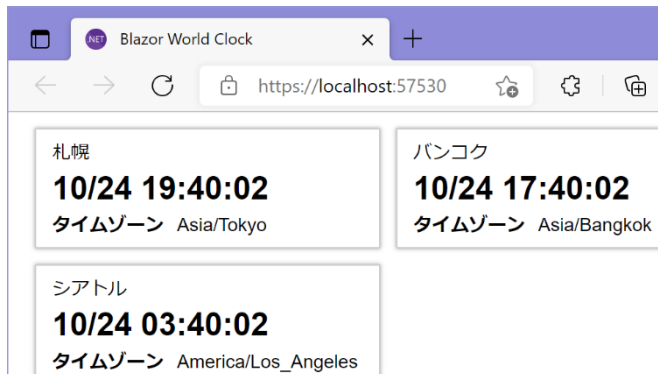 NET Blazor World Clock
https://localhost:57530
札幌
10/24 19:40:02
タイムゾーン Asia/Tokyo
バンコク
10/24 17:40:02
タイムゾーン Asia/Bangkok
シアトル
10/24 03:40:02
タイムゾーン America/Los_Angeles